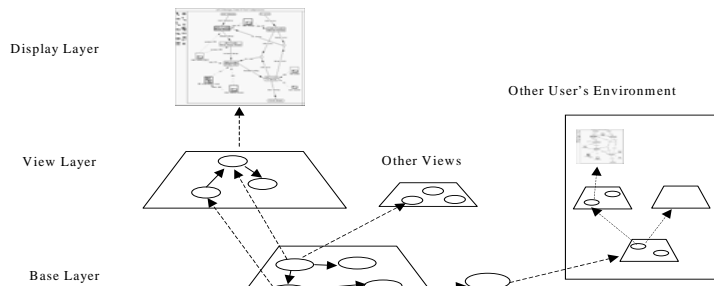 Display Layer
Other User's Environment
View Layer
Other Views
Base Layer